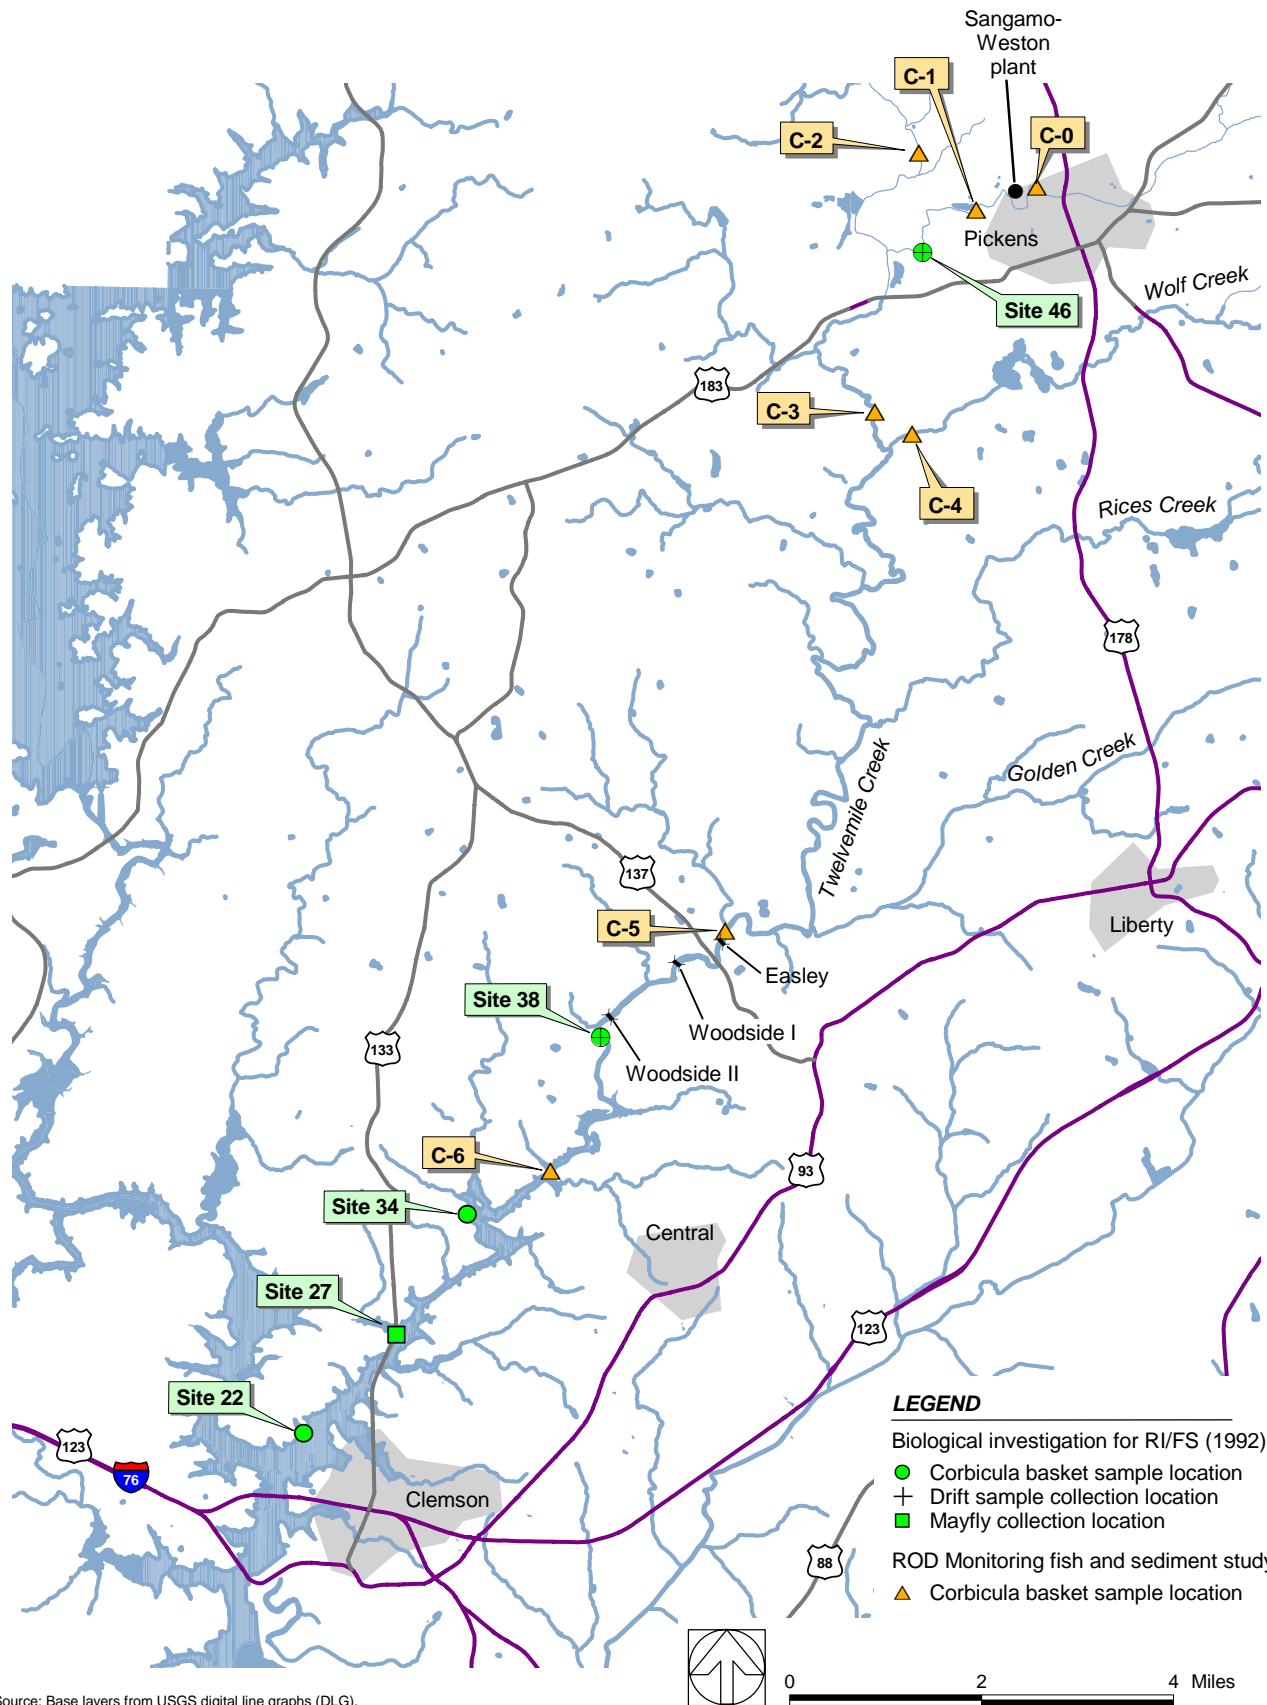 Sangamo-
Weston
plant
C-1
C-2
C-0
Pickens
Wolf Creek
Site 46
183
C-3
C-4
Rices Creek
178
Golden Creek
Twelvemile Creek
137
C-5
Liberty
Easley
Site 38
Woodside I
133
Woodside II
C-6
93
Site 34
Central
Site 27
123
Site 22
123
76
Clemson
88
LEGEND
Biological investigation for RI/FS (1992)
Corbicula basket sample location
Drift sample collection location
Mayfly collection location
ROD Monitoring fish and sediment study
Corbicula basket sample location
0 2 4 Miles
Source: Base layers from USGS digital line graphs (DLG).